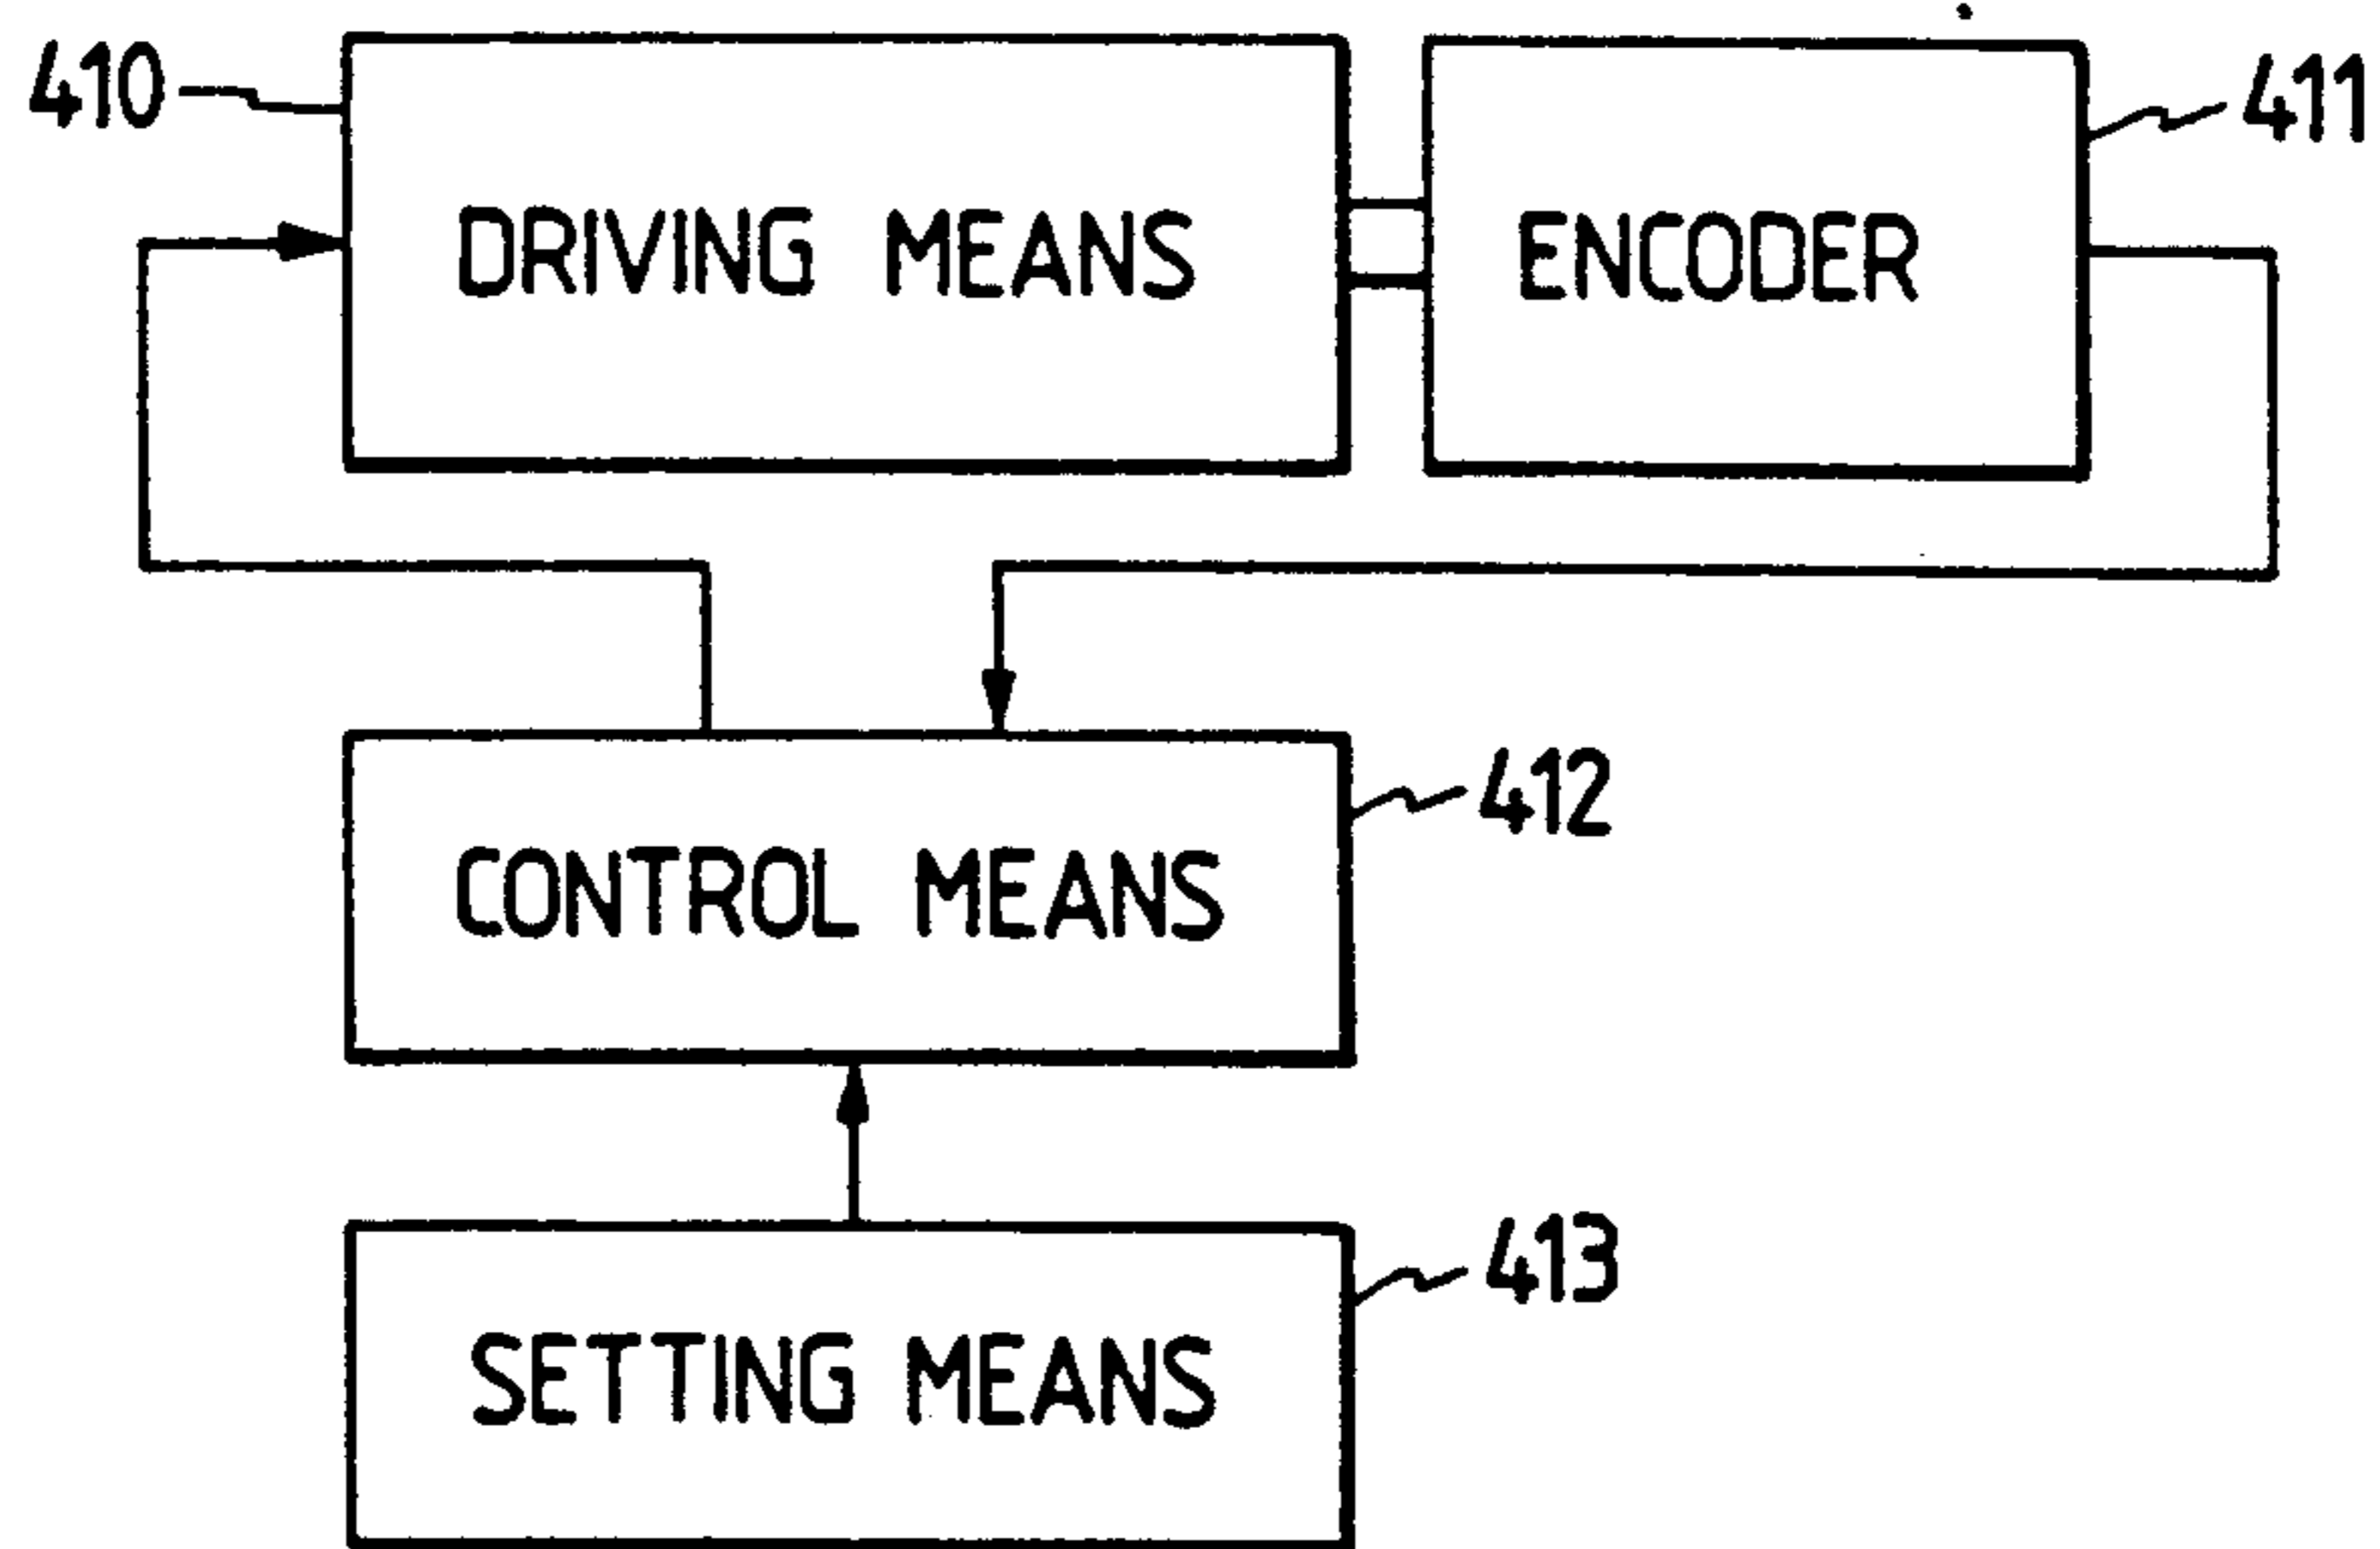 410
DRIVING MEANS
ENCODER
411
CONTROL MEANS
412
SETTING MEANS
413